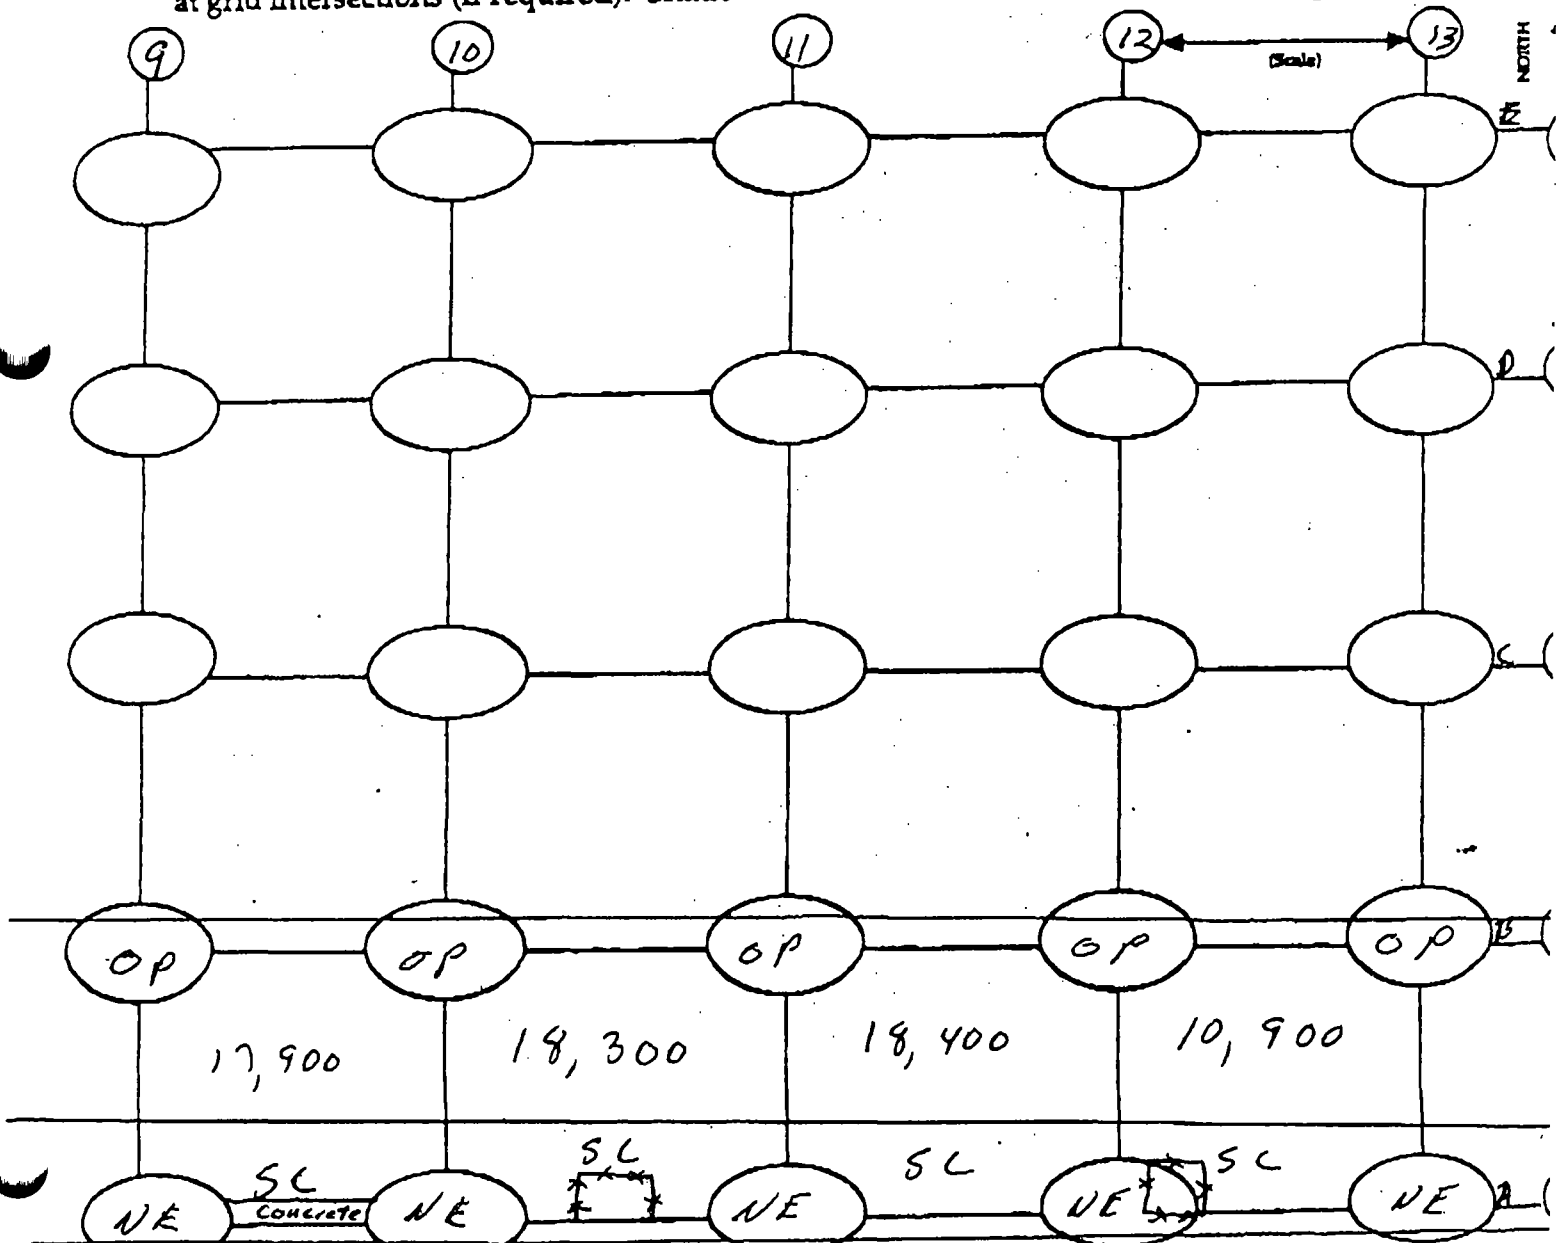 at grid intersections (if required).
9 10 11 12 13
(Scale)
NORTH
E
D
C
OP OP OP OP OP B
17,900 18,300 18,400 10,900
SC SC SC SC
Concrete
NE NE NE NE NE A